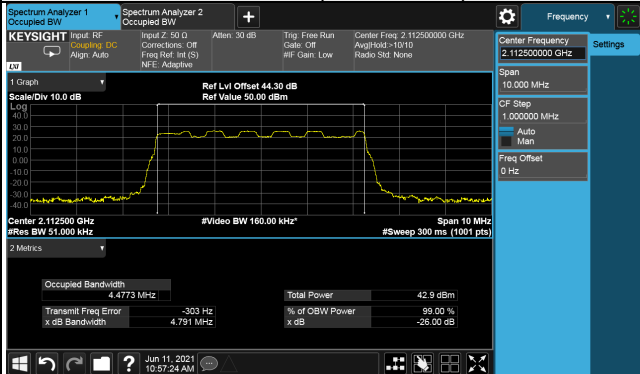 Spectrum Analyzer 1
Occupied BW
Spectrum Analyzer 2
Occupied BW
Frequency
KEYSIGHT
LXI
Input: RF
Coupling: DC
Align: Auto
Input Z: 50 Ω
Corrections: Off
Freq Ref: Int (S)
NFE: Adaptive
Atten: 30 dB
Trig: Free Run
Gate: Off
#IF Gain: Low
Center Freq: 2.112500000 GHz
Avg|Hold:>10/10
Radio Std: None
Center Frequency
2.112500000 GHz
Settings
Span
10.000 MHz
CF Step
1.000000 MHz
Auto
Man
Freq Offset
0 Hz
1 Graph
Scale/Div 10.0 dB
Ref Lvl Offset 44.30 dB
Ref Value 50.00 dBm
Log
40.0
30.0
20.0
10.0
0.00
-10.0
-20.0
-30.0
-40.0
Center 2.112500 GHz
#Video BW 160.00 kHz*
Span 10 MHz
#Res BW 51.000 kHz
#Sweep 300 ms (1001 pts)
2 Metrics
Occupied Bandwidth
4.4773 MHz
Transmit Freq Error -303 Hz
x dB Bandwidth 4.791 MHz
Total Power 42.9 dBm
% of OBW Power 99.00 %
x dB -26.00 dB
?
Jun 11, 2021
10:57:24 AM